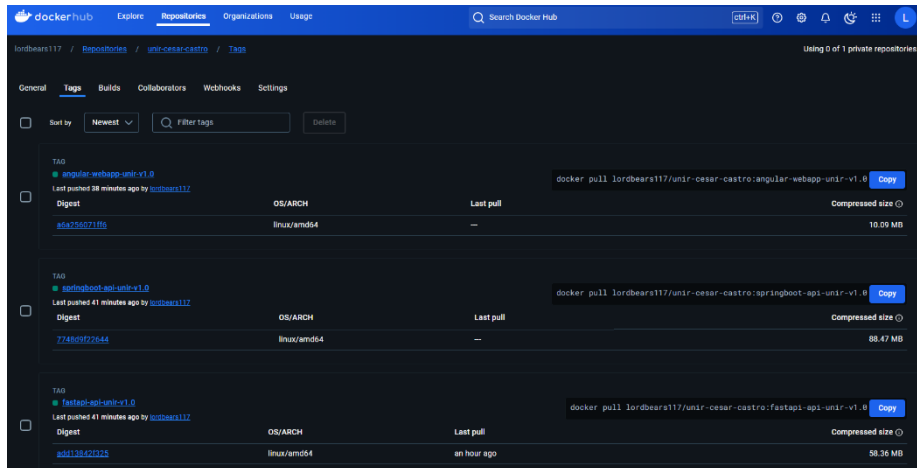 dockerhub Explore Repositories Organizations Usage Search Docker Hub ctrl+K L
lordbears117 / Repositories / unir-cesar-castro / Tags Using 0 of 1 private repositories
General Tags Builds Collaborators Webhooks Settings
Sort by Newest Filter tags Delete
TAG
angular-webapp-unir-v1.0
docker pull lordbears117/unir-cesar-castro:angular-webapp-unir-v1.0 Copy
Last pushed 38 minutes ago by lordbears117
Digest OS/ARCH Last pull Compressed size
a6a256071ff6 linux/amd64 --- 10.09 MB
TAG
springboot-api-unir-v1.0
docker pull lordbears117/unir-cesar-castro:springboot-api-unir-v1.0 Copy
Last pushed 41 minutes ago by lordbears117
Digest OS/ARCH Last pull Compressed size
7748d9f22644 linux/amd64 --- 88.47 MB
TAG
fastapi-api-unir-v1.0
docker pull lordbears117/unir-cesar-castro:fastapi-api-unir-v1.0 Copy
Last pushed 41 minutes ago by lordbears117
Digest OS/ARCH Last pull Compressed size
add13842f325 linux/amd64 an hour ago 58.36 MB